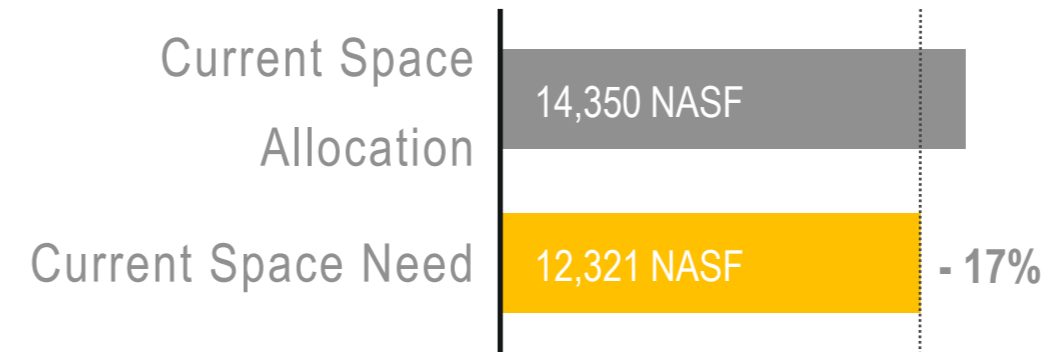 Current Space
Allocation
14,350 NASF
Current Space Need
12,321 NASF
- 17%